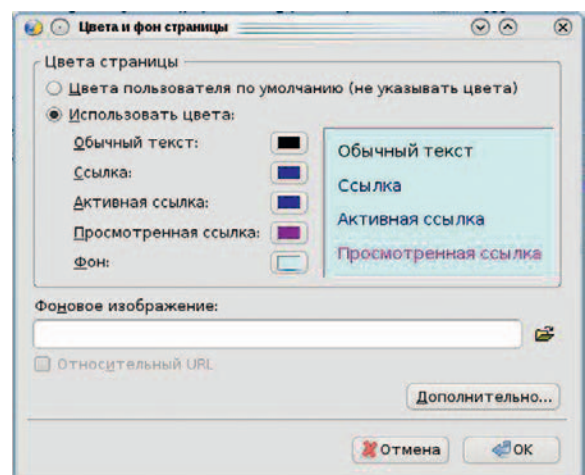 Цвета и фон страницы
Цвета страницы
Цвета пользователя по умолчанию (не указывать цвета)
Использовать цвета:
Обычный текст:
Ссылка:
Активная ссылка:
Просмотренная ссылка:
Фон:
Обычный текст
Ссылка
Активная ссылка
Просмотренная ссылка
Фоновое изображение:
Относительный URL
Дополнительно...
Отмена
ОК